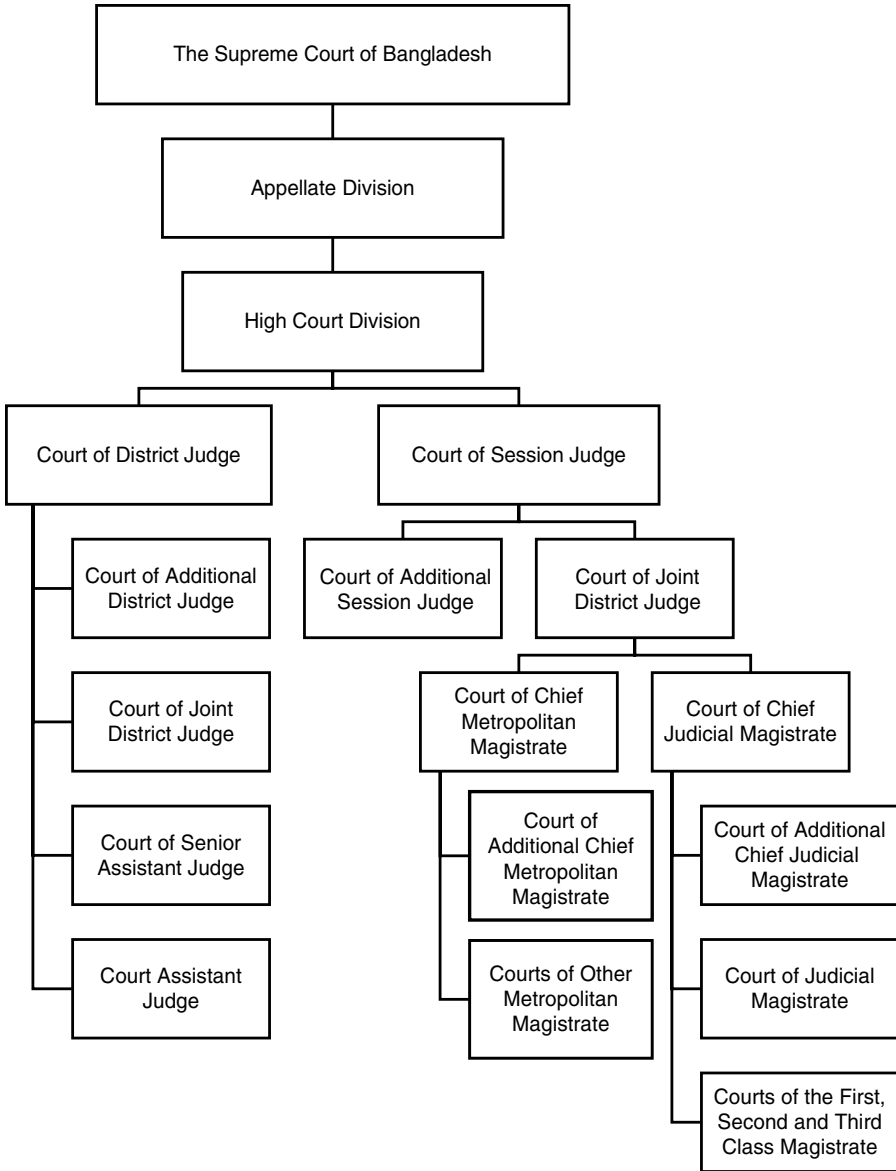 The Supreme Court of Bangladesh
Appellate Division
High Court Division
Court of District Judge
Court of Session Judge
Court of Additional
District Judge
Court of Additional
Session Judge
Court of Joint
District Judge
Court of Joint
District Judge
Court of Chief
Metropolitan
Magistrate
Court of Chief
Judicial Magistrate
Court of Senior
Assistant Judge
Court of
Additional Chief
Metropolitan
Magistrate
Court of Additional
Chief Judicial
Magistrate
Court Assistant
Judge
Courts of Other
Metropolitan
Magistrate
Court of Judicial
Magistrate
Courts of the First,
Second and Third
Class Magistrate